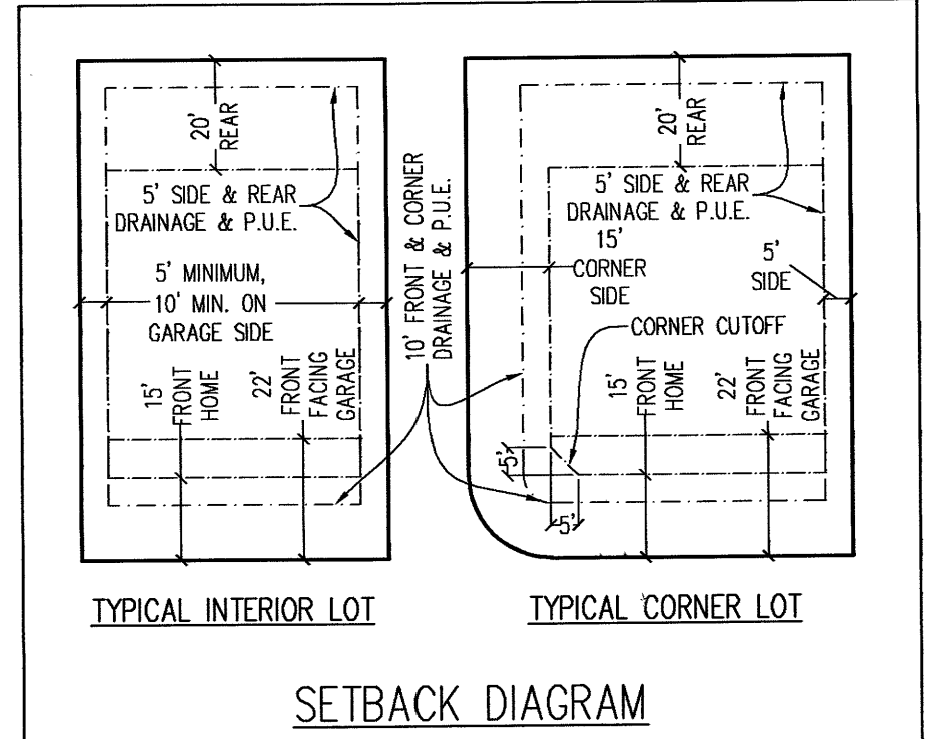 20'
REAR
5' SIDE & REAR
DRAINAGE & P.U.E.
5' MINIMUM,
10' MIN. ON
GARAGE SIDE
15'
FRONT
HOME
22'
FRONT
FACING
GARAGE
TYPICAL INTERIOR LOT
10' FRONT & CORNER
DRAINAGE & P.U.E.
20'
REAR
5' SIDE & REAR
DRAINAGE & P.U.E.
15'
CORNER
SIDE
5'
SIDE
CORNER CUTOFF
15'
FRONT
HOME
22'
FRONT
FACING
GARAGE
5'
5'
TYPICAL CORNER LOT
SETBACK DIAGRAM